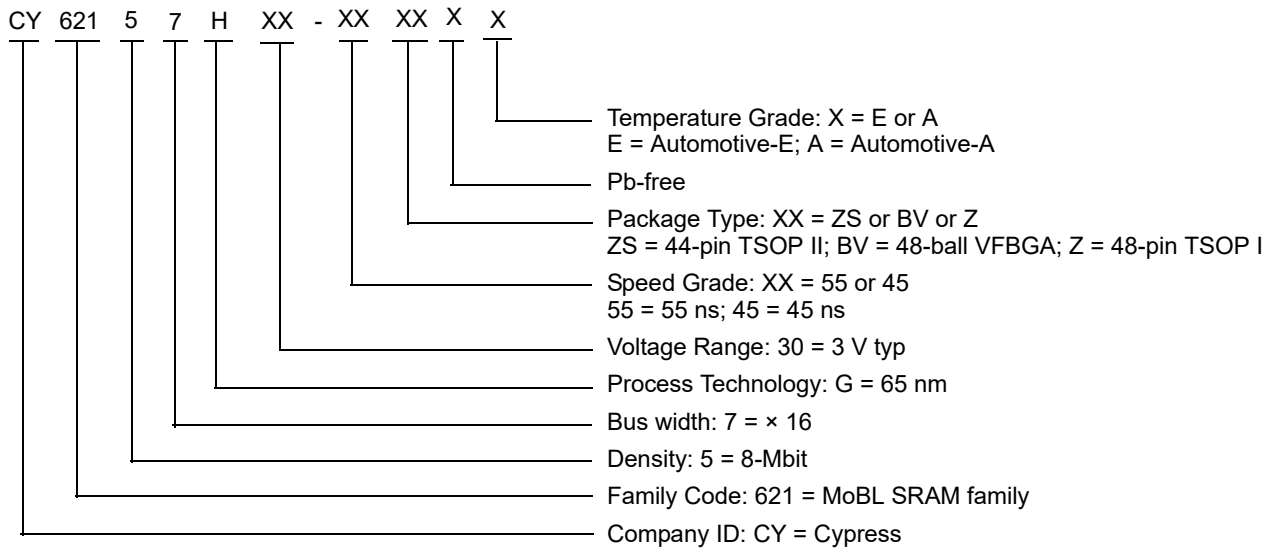 CY 621 5 7 H XX - XX XX X X
Temperature Grade: X = E or A
E = Automotive-E; A = Automotive-A
Pb-free
Package Type: XX = ZS or BV or Z
ZS = 44-pin TSOP II; BV = 48-ball VFBGA; Z = 48-pin TSOP I
Speed Grade: XX = 55 or 45
55 = 55 ns; 45 = 45 ns
Voltage Range: 30 = 3 V typ
Process Technology: G = 65 nm
Bus width: 7 = × 16
Density: 5 = 8-Mbit
Family Code: 621 = MoBL SRAM family
Company ID: CY = Cypress